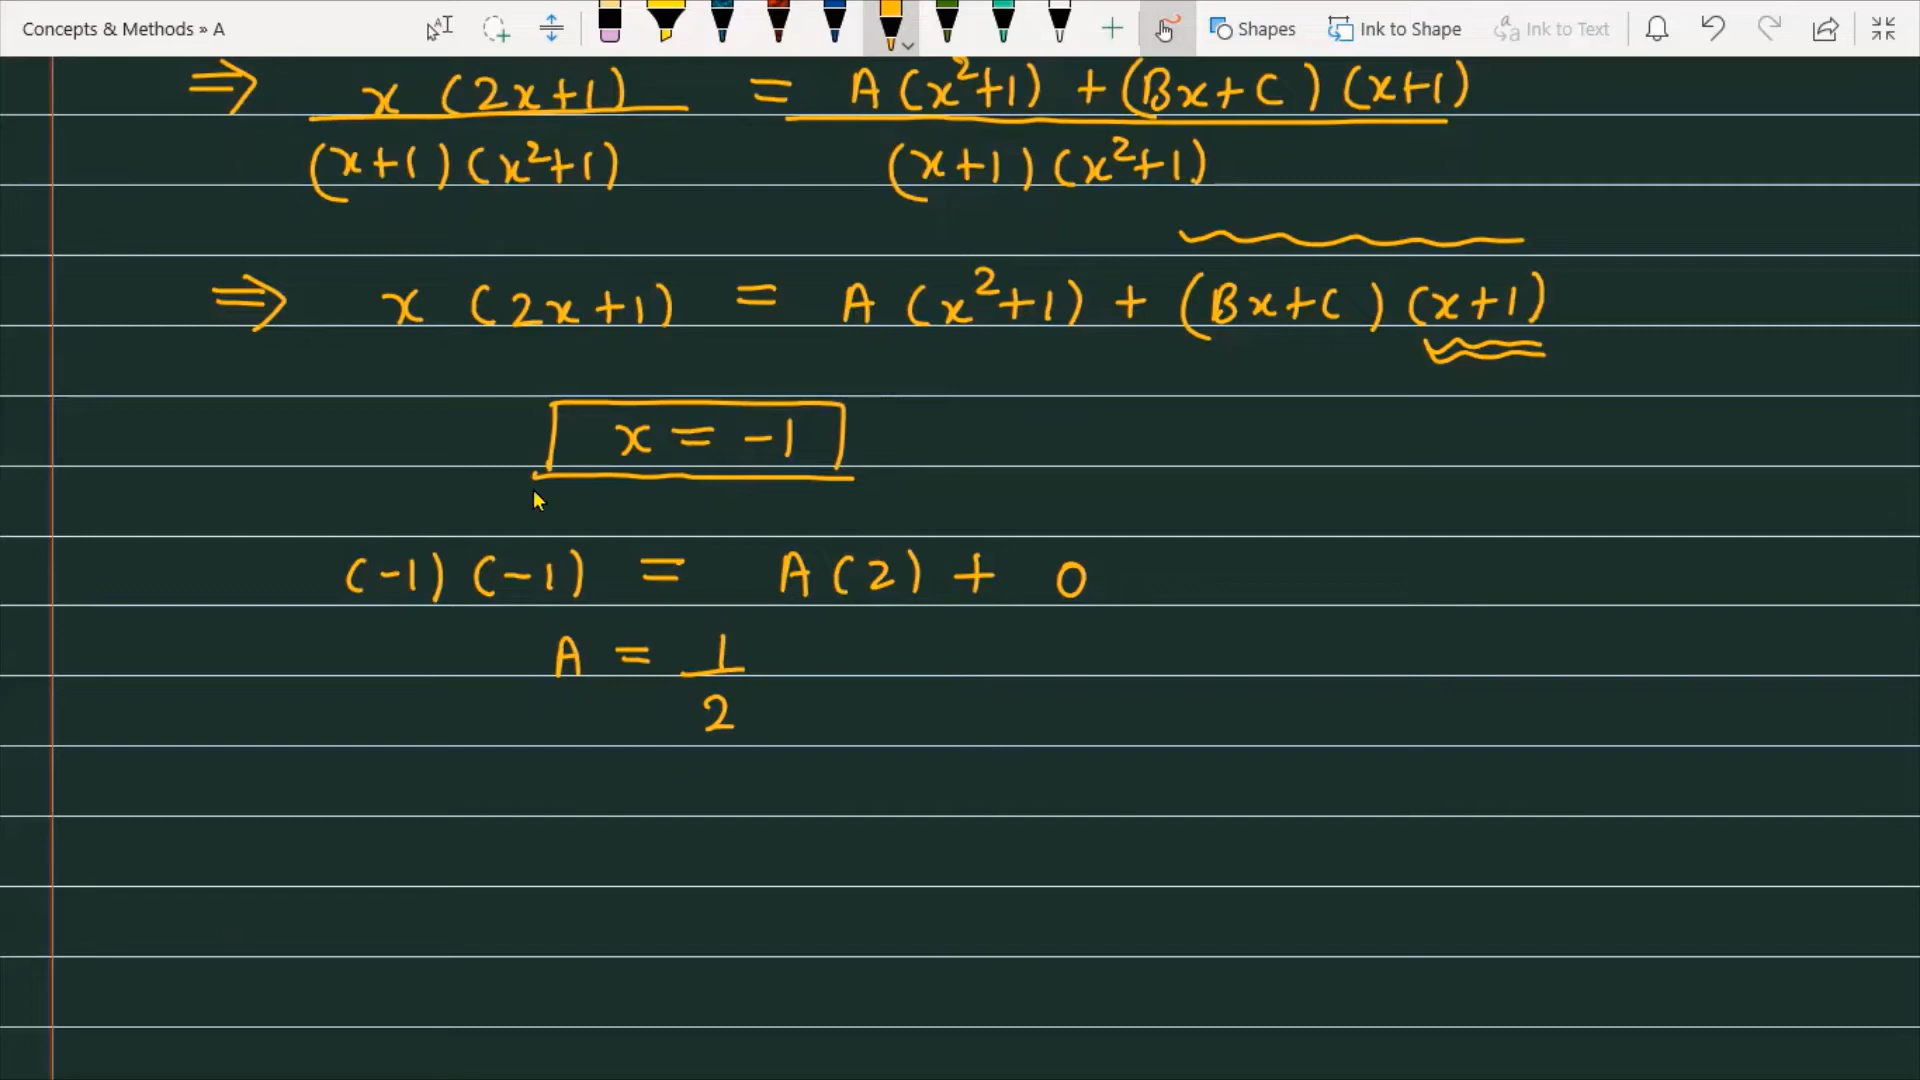 Concepts & Methods » A
Shapes
Ink to Shape
Ink to Text
⇒ x (2x+1) / (x+1)(x²+1) = A(x²+1) + (Bx+C)(x+1) / (x+1)(x²+1)
⇒ x (2x+1) = A(x²+1) + (Bx+C)(x+1)
x = -1
(-1)(-1) = A(2) + 0
A = 1/2